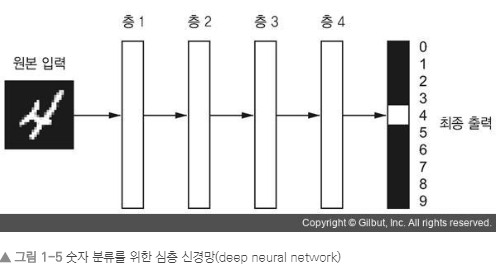 층 1 층 2 층 3 층 4
원본 입력
0
1
2
3
4
5
6
7
8
9
최종 출력
Copyright © Gilbut, Inc. All rights reserved.
▲ 그림 1-5 숫자 분류를 위한 심층 신경망(deep neural network)